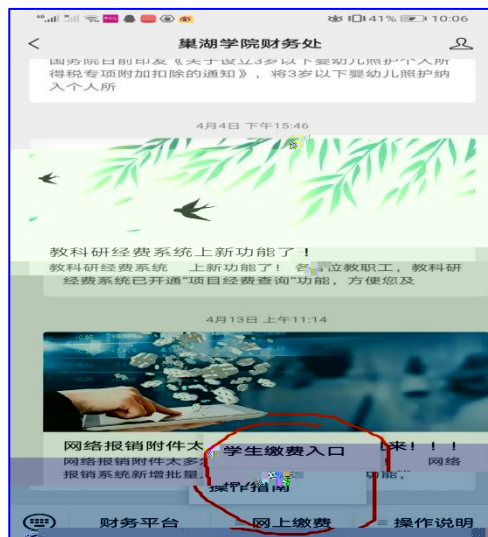 41% 10:06
巢湖学院财务处
国务院日前印发《关于设立3岁以下婴幼儿照护个人所
得税专项附加扣除的通知》，将3岁以下婴幼儿照护纳
入个人所
4月4日 下午15:46
教科研经费系统上新功能了！
教科研经费系统 上新功能了！ 各位教职工，教科研
经费系统已开通“项目经费查询”功能，方便您及
4月13日 上午11:14
网络报销附件太
来！！！
学生缴费入口
网络报销附件太多
网络
报销系统新增批量
功能，
操作指南
财务平台 网上缴费 操作说明